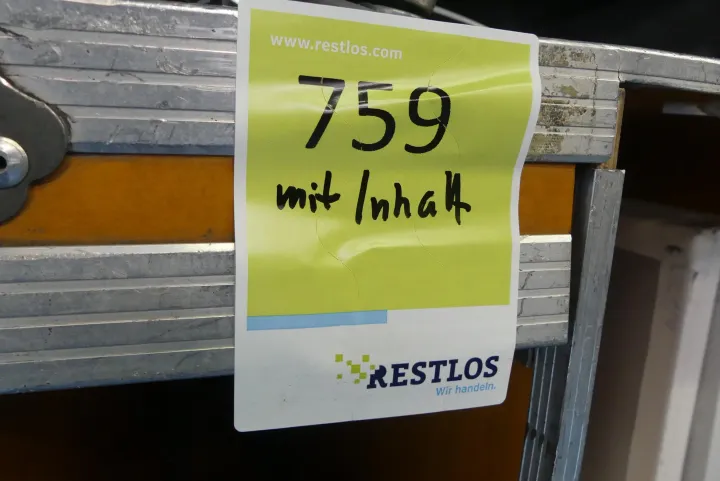 www.restlos.com
759
mit Inhalt
RESTLOS
Wir handeln.